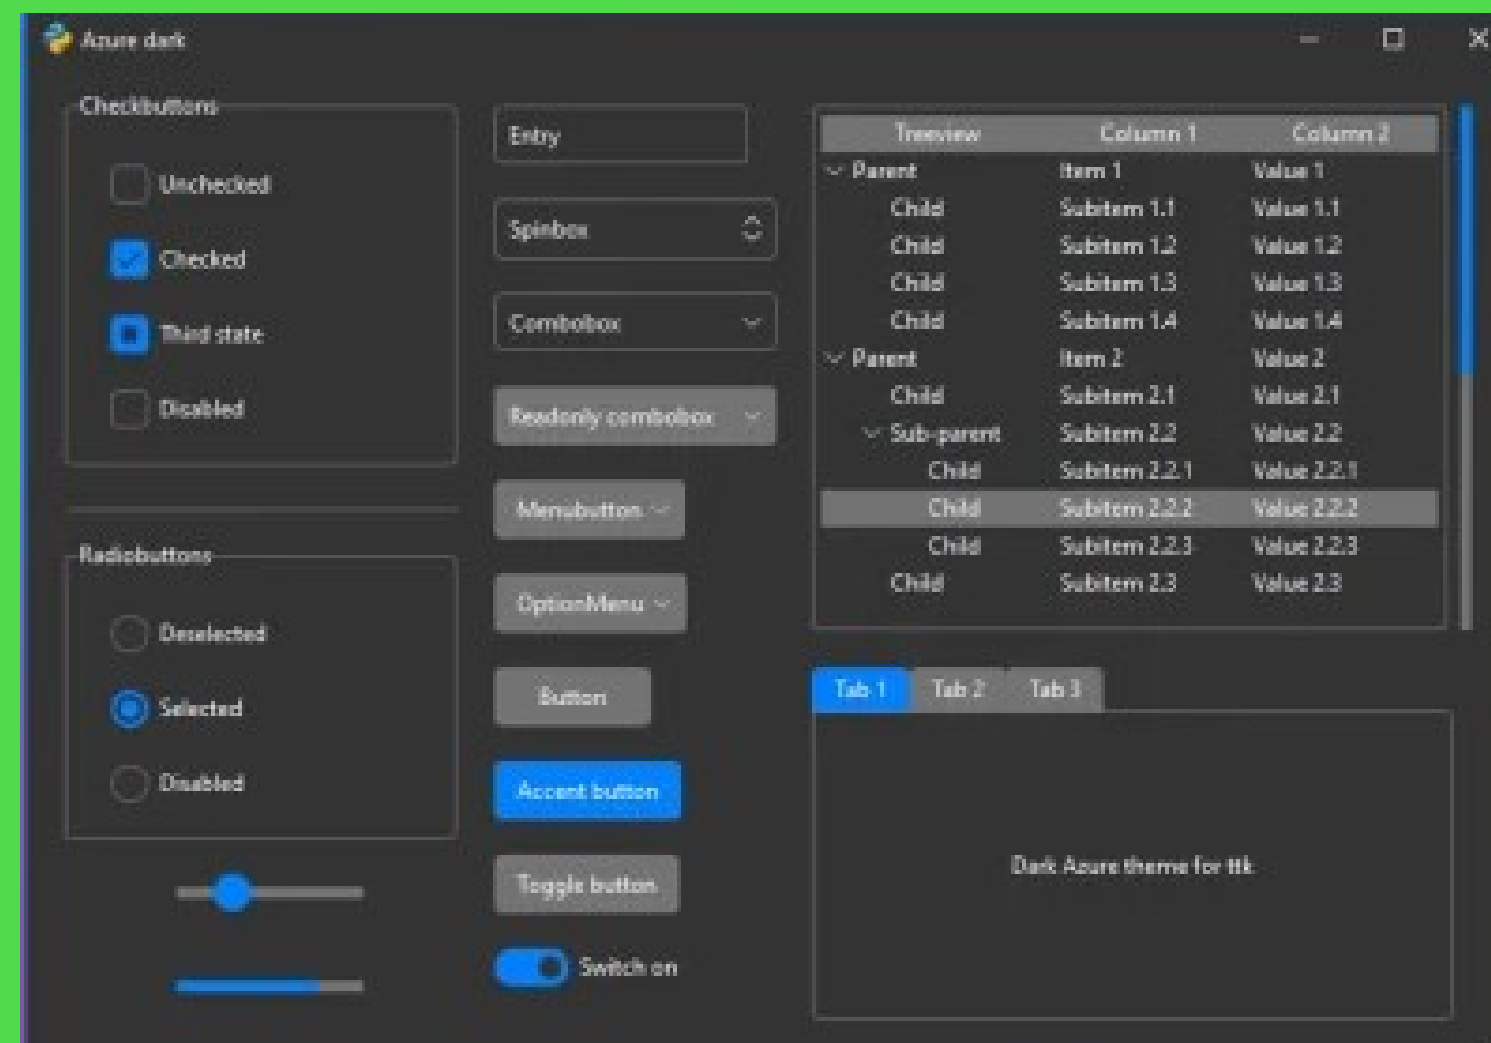 Azure dark
Checkbuttons
Unchecked
Checked
Third state
Disabled
Radiobuttons
Deselected
Selected
Disabled
Entry
Spinbox
Combobox
Readonly combobox
Menubutton
OptionMenu
Button
Accent button
Toggle button
Switch on
Treeview Column 1 Column 2
Parent Item 1 Value 1
Child Subitem 1.1 Value 1.1
Child Subitem 1.2 Value 1.2
Child Subitem 1.3 Value 1.3
Child Subitem 1.4 Value 1.4
Parent Item 2 Value 2
Child Subitem 2.1 Value 2.1
Sub-parent Subitem 2.2 Value 2.2
Child Subitem 2.2.1 Value 2.2.1
Child Subitem 2.2.2 Value 2.2.2
Child Subitem 2.2.3 Value 2.2.3
Child Subitem 2.3 Value 2.3
Tab 1 Tab 2 Tab 3
Dark Azure theme for ttk